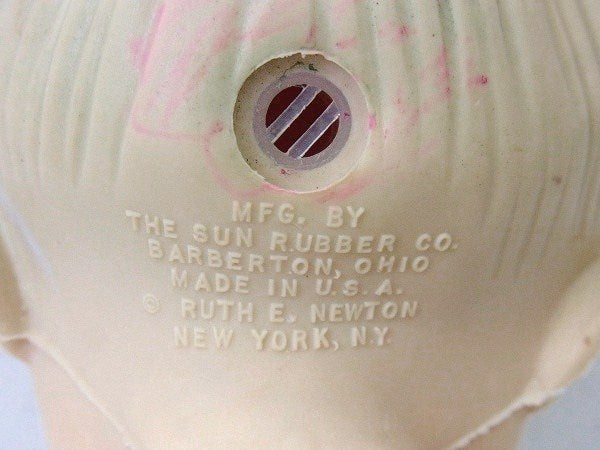 MFG. BY
THE SUN RUBBER CO.
BARBERTON, OHIO
MADE IN U.S.A.
© RUTH E. NEWTON
NEW YORK, N.Y.